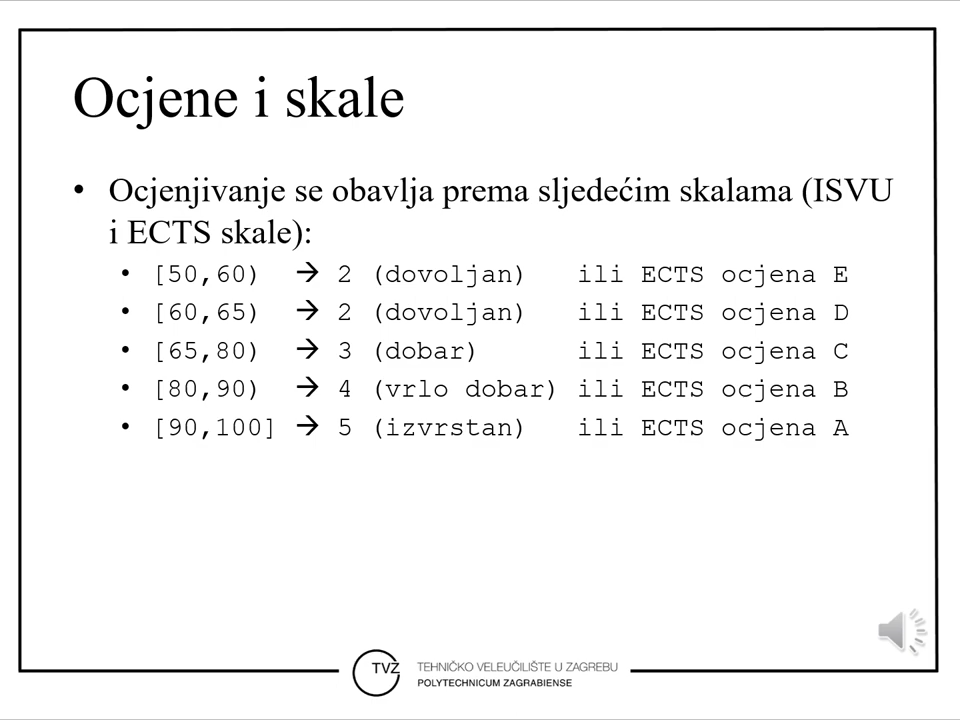 Ocjene i skale
• Ocjenjivanje se obavlja prema sljedećim skalama (ISVU
i ECTS skale):
• [50,60) → 2 (dovoljan) ili ECTS ocjena E
• [60,65) → 2 (dovoljan) ili ECTS ocjena D
• [65,80) → 3 (dobar) ili ECTS ocjena C
• [80,90) → 4 (vrlo dobar) ili ECTS ocjena B
• [90,100] → 5 (izvrstan) ili ECTS ocjena A
TVZ
TEHNIČKO VELEUČILIŠTE U ZAGREBU
POLYTECHNICUM ZAGRABIENSE